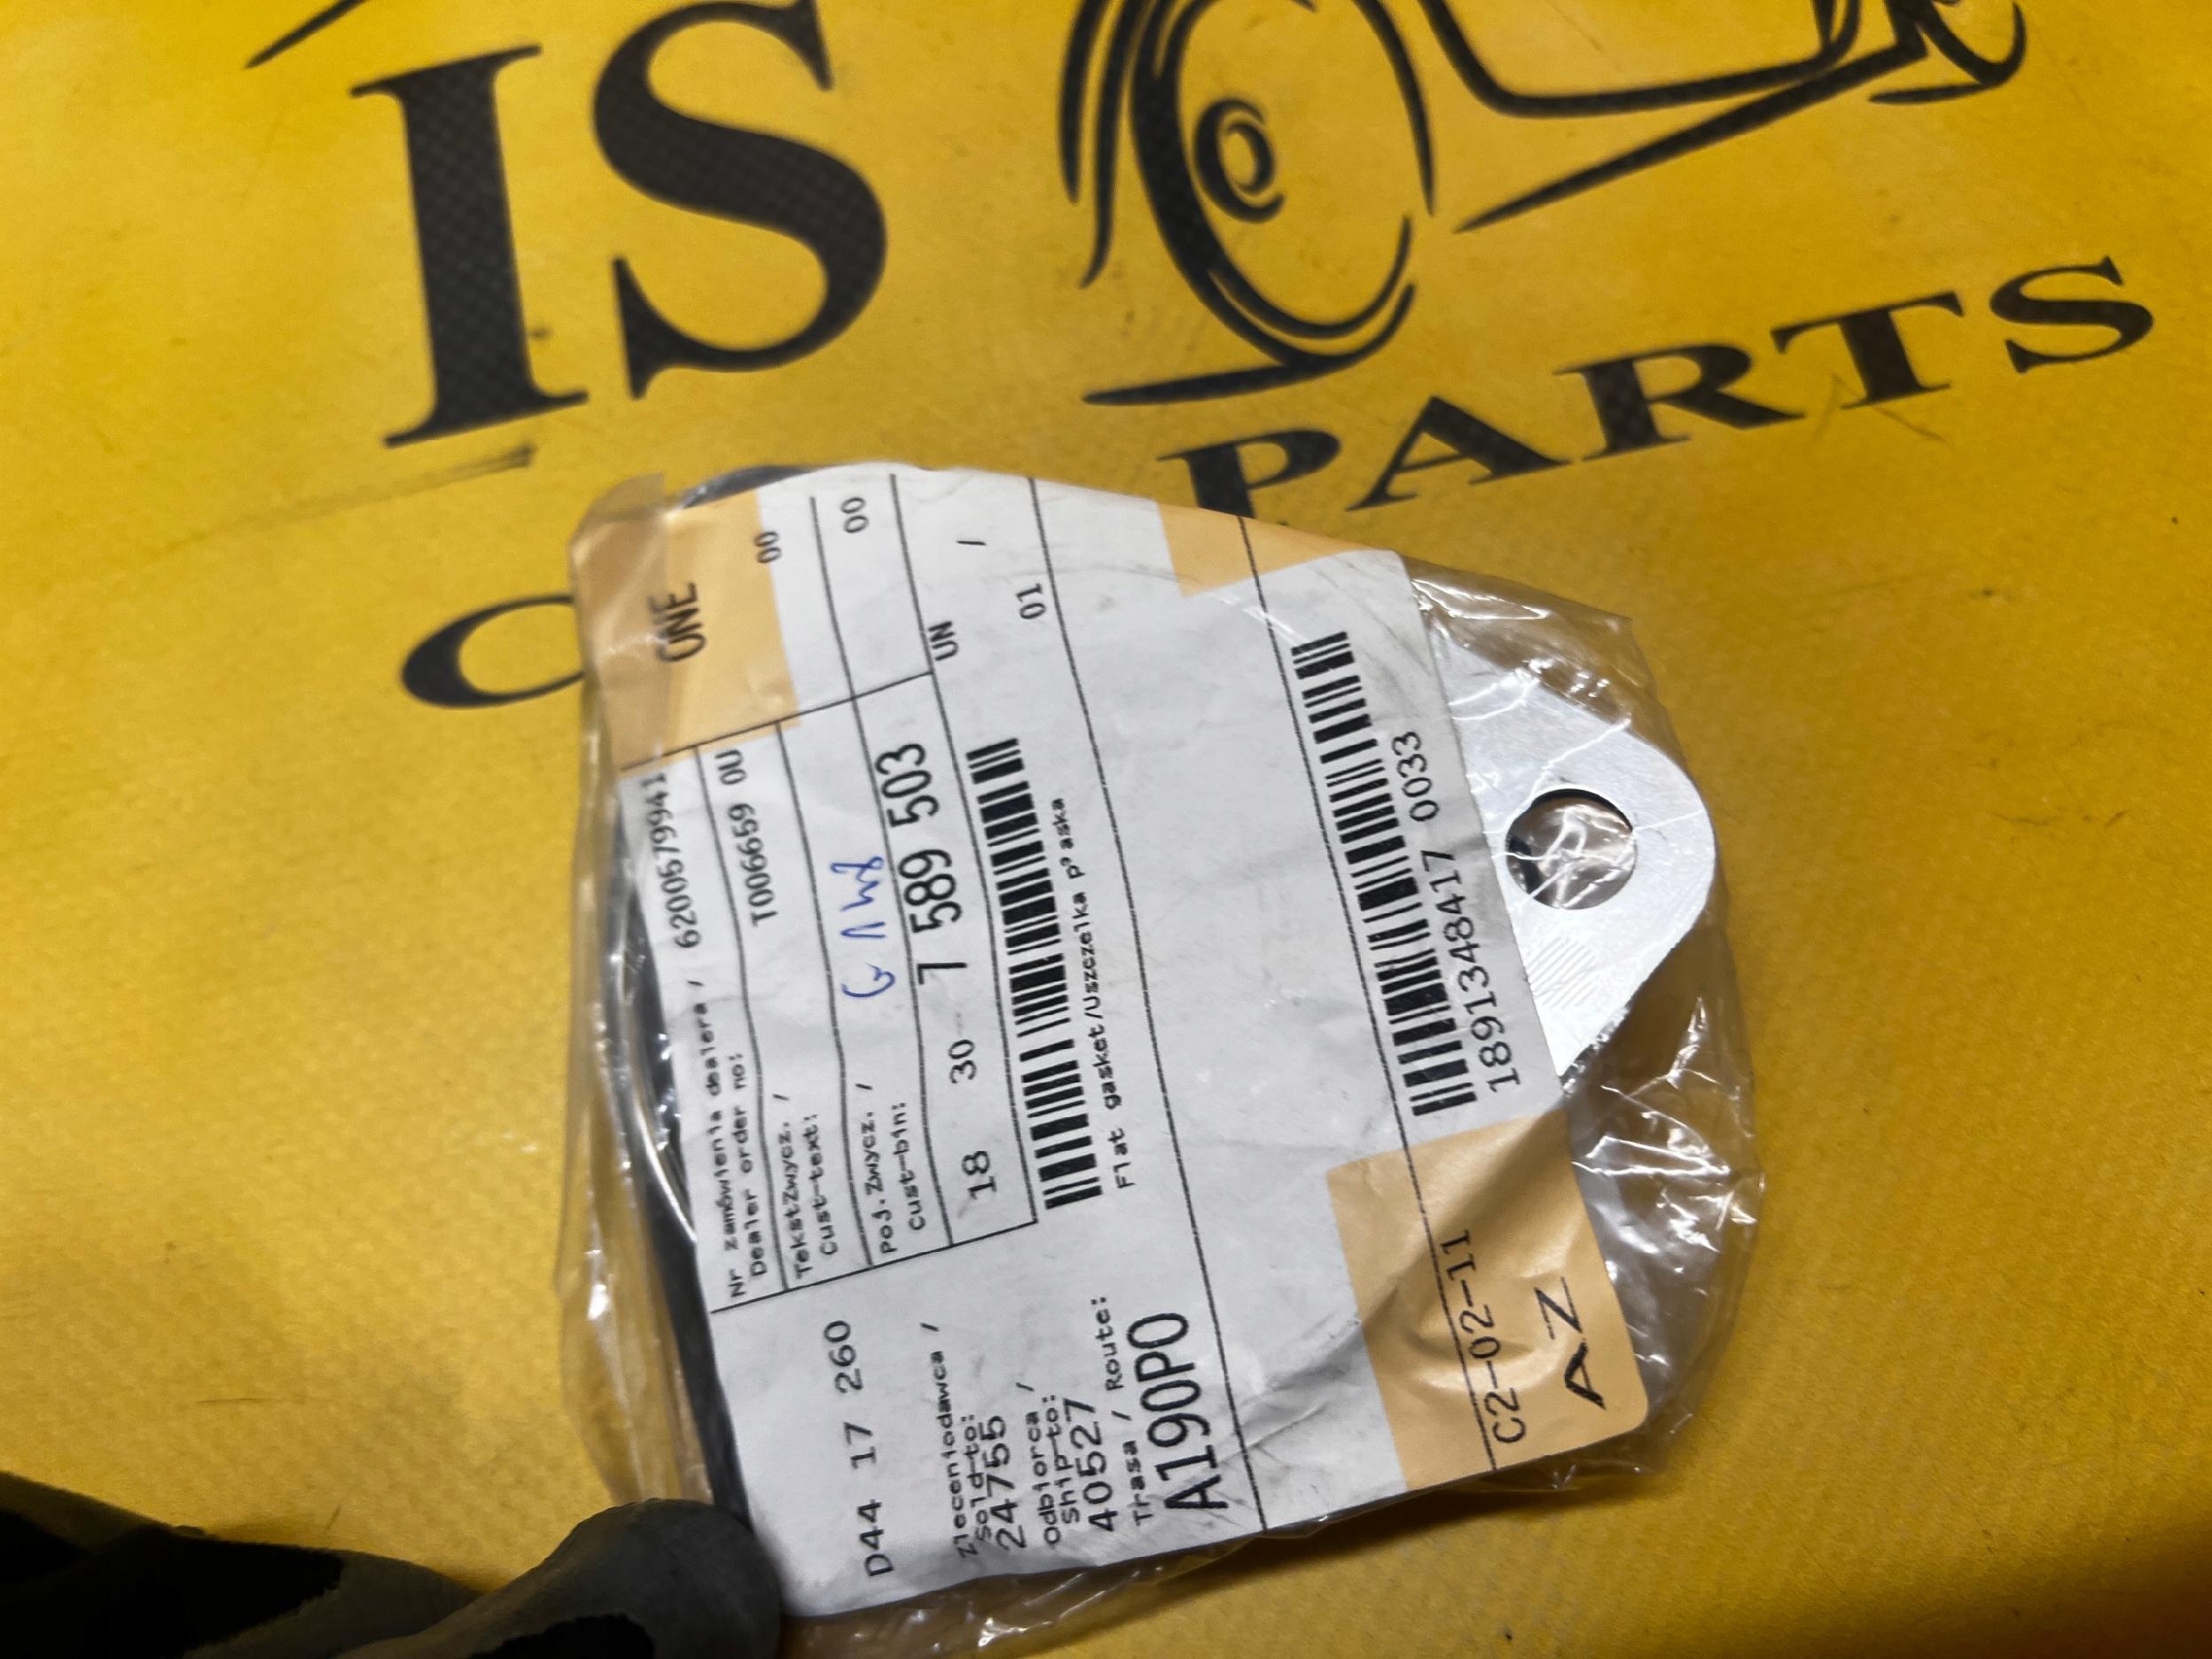 IS
PARTS
ONE
Nr zamówienia dealera / 6200579941
Dealer order no:
T006659 0U
00
TekstZwycz. /
Cust-text:
00
Poj.Zwycz. /
Cust-bin:
18 30 7 589 503
UN /
01
Flat gasket/Uszczelka p³aska
D44 17 260
Zleceniodawca /
Sold-to:
247555
Odbiorca /
Ship-to:
40527
Trasa / Route:
A190P0
1891348417 0033
C2-02-11
AZ